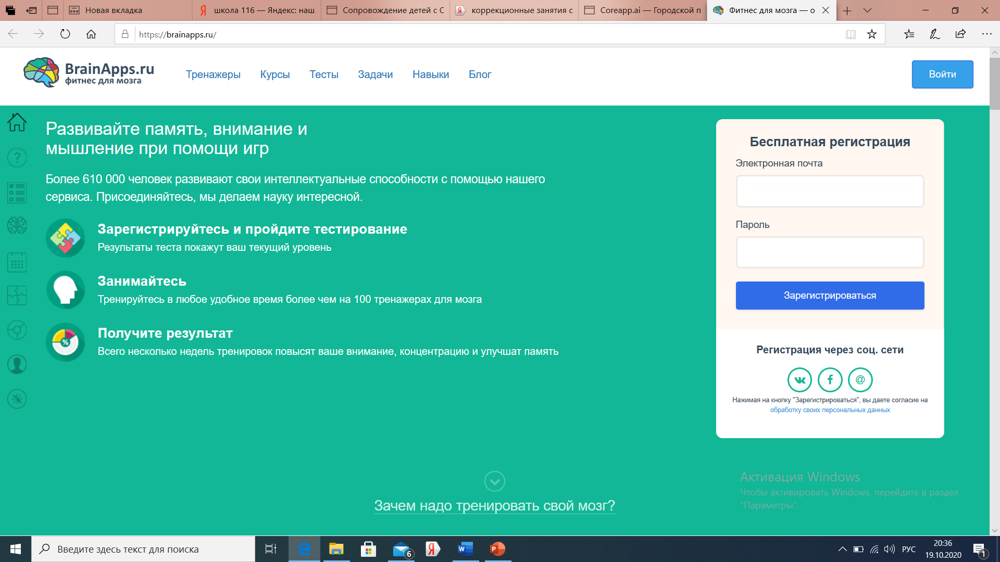 Новая вкладка
школа 116 — Яндекс: наш
Сопровождение детей с С
коррекционные занятия с
Coreapp.ai — Городской п
Фитнес для мозга — о
https://brainapps.ru/
BrainApps.ru
фитнес для мозга
Тренажеры
Курсы
Тесты
Задачи
Навыки
Блог
Войти
Развивайте память, внимание и
мышление при помощи игр
Более 610 000 человек развивают свои интеллектуальные способности с помощью нашего
сервиса. Присоединяйтесь, мы делаем науку интересной.
Зарегистрируйтесь и пройдите тестирование
Результаты теста покажут ваш текущий уровень
Занимайтесь
Тренируйтесь в любое удобное время более чем на 100 тренажерах для мозга
%
Получите результат
Всего несколько недель тренировок повысят ваше внимание, концентрацию и улучшат память
Бесплатная регистрация
Электронная почта
Пароль
Зарегистрироваться
Регистрация через соц. сети
Нажимая на кнопку "Зарегистрироваться", вы даете согласие на
обработку своих персональных данных
Зачем надо тренировать свой мозг?
Активация Windows
Чтобы активировать Windows, перейдите в раздел
"Параметры".
Введите здесь текст для поиска
6
РУС
20:36
19.10.2020
1